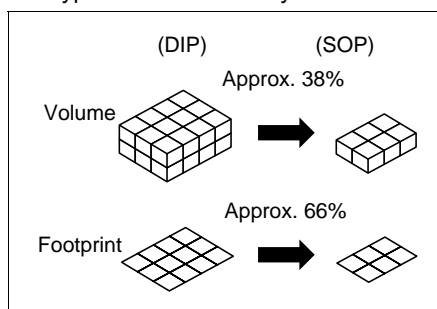 (DIP) (SOP)
Approx. 38%
Volume
Approx. 66%
Footprint